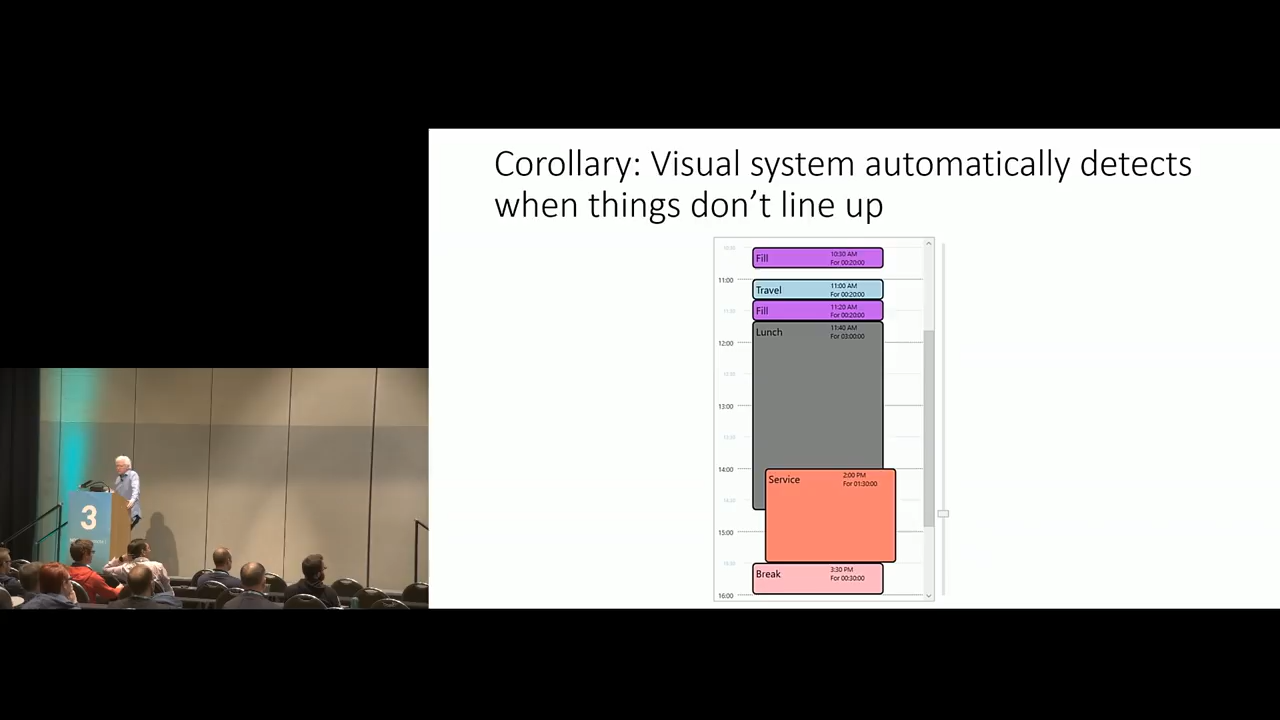 Corollary: Visual system automatically detects
when things don't line up
10:30 AM
Fill
For 00:20:00
11:00
11:00 AM
Travel
For 00:20:00
11:20 AM
Fill
For 00:20:00
11:40 AM
Lunch
For 03:00:00
12:00
13:00
14:00
2:00 PM
Service
For 01:30:00
15:00
3:30 PM
Break
For 00:30:00
16:00
3